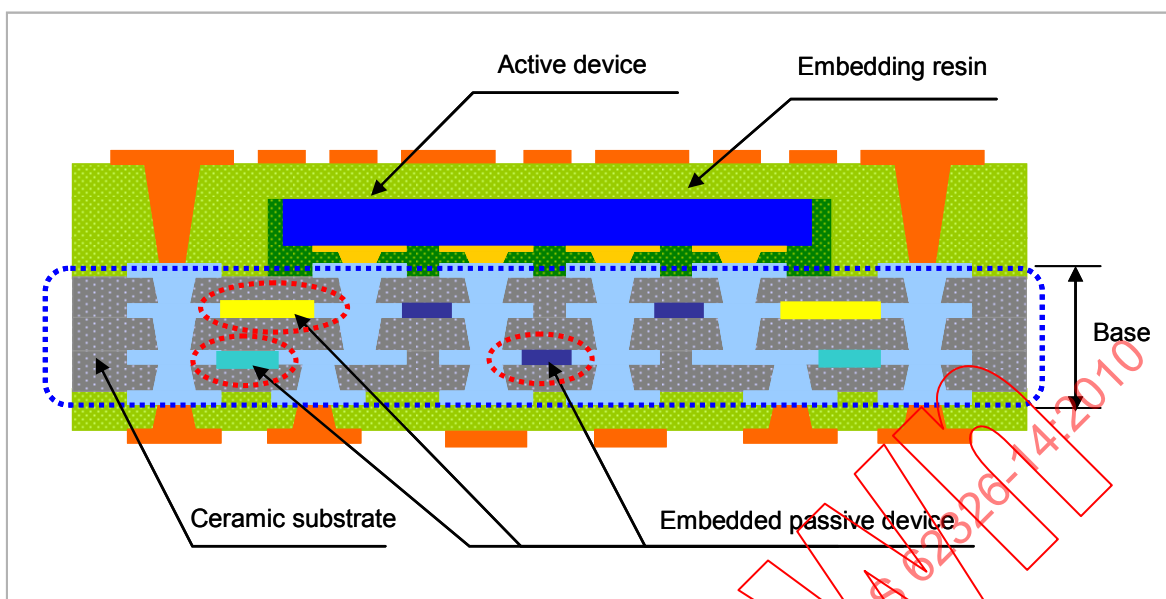 Active device
Embedding resin
Base
Ceramic substrate
Embedded passive device
S 62326-14:2010